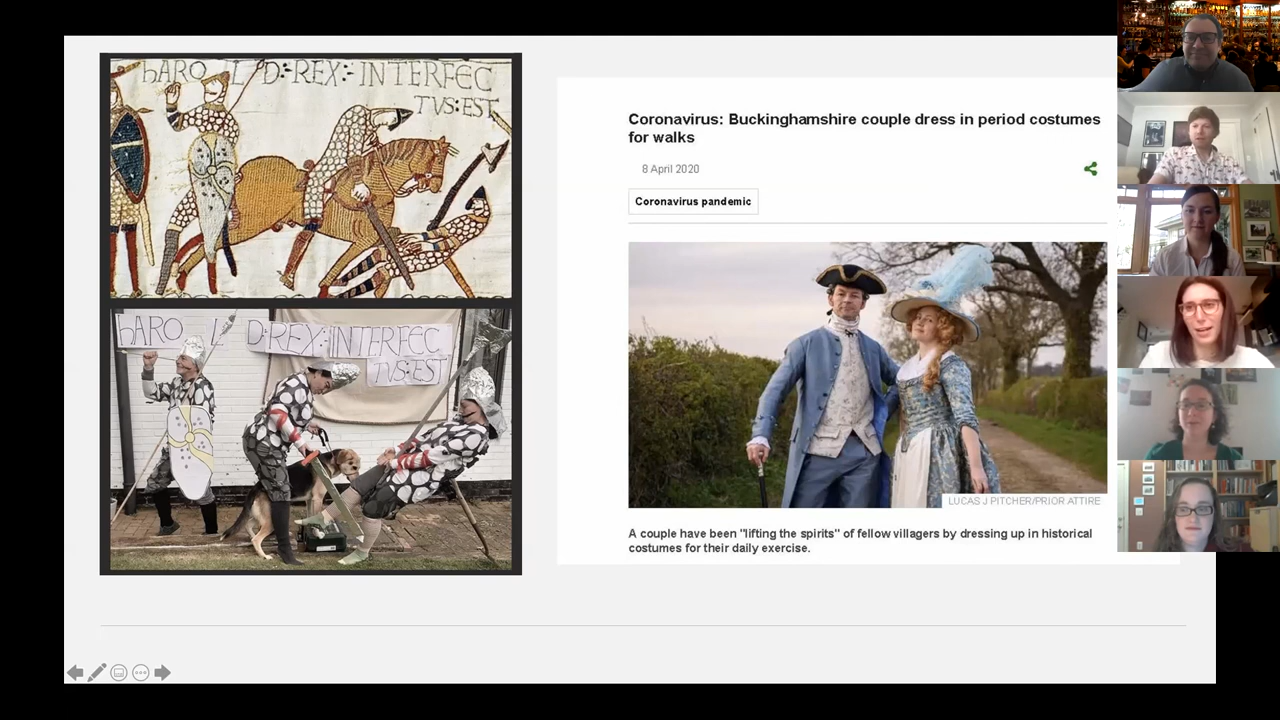 hARO L D:REX:INTERFEC
TVS:EST
hARO L D:REX:INTERFEC
TVS:EST
Coronavirus: Buckinghamshire couple dress in period costumes
for walks
8 April 2020
Coronavirus pandemic
LUCAS J PITCHER/PRIOR ATTIRE
A couple have been "lifting the spirits" of fellow villagers by dressing up in historical
costumes for their daily exercise.